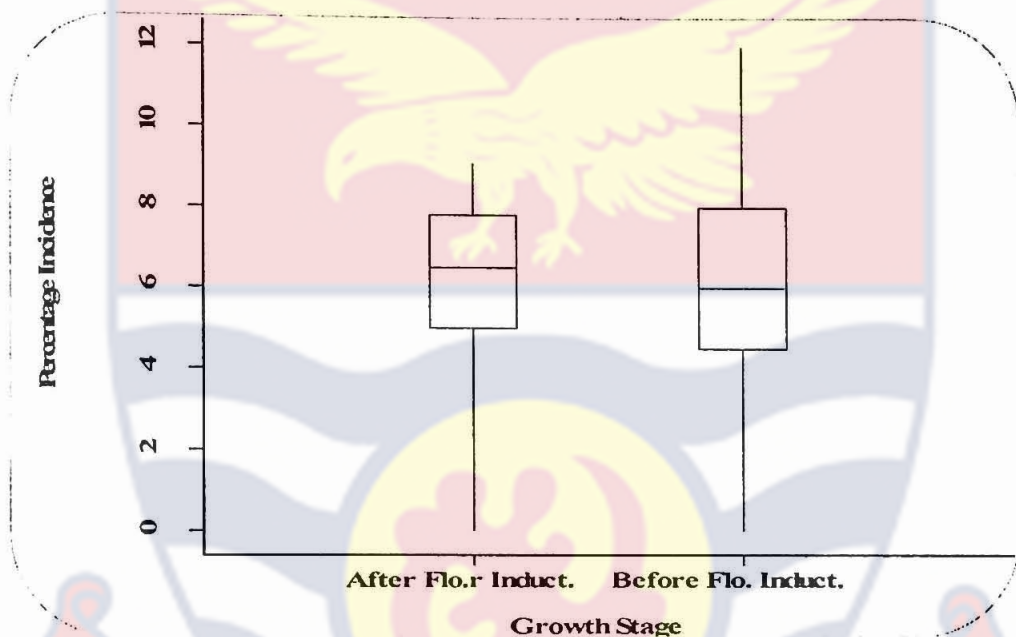 Percentage Incidence
12
10
8
6
4
2
0
After Flo.r Induct. Before Flo. Induct.
Growth Stage